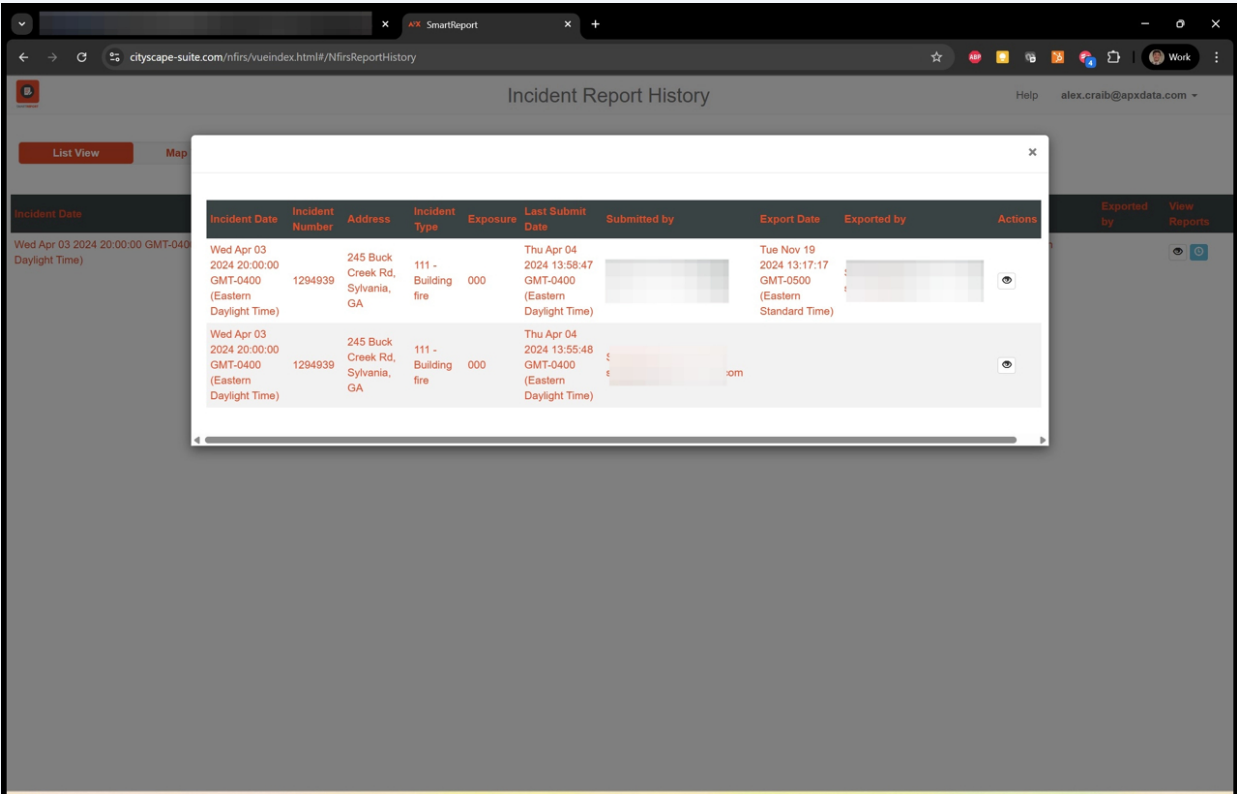 SmartReport
cityscape-suite.com/nfirs/vueindex.html#/NfirsReportHistory
ABP
4
Work
Incident Report History
Help
alex.craib@apxdata.com
List View
Map
Incident Date
Exported by
View Reports
Wed Apr 03 2024 20:00:00 GMT-040
Daylight Time)
Incident Date
Incident Number
Address
Incident Type
Exposure
Last Submit Date
Submitted by
Export Date
Exported by
Actions
Wed Apr 03
2024 20:00:00
GMT-0400
(Eastern
Daylight Time)
1294939
245 Buck
Creek Rd,
Sylvania,
GA
111 -
Building
fire
000
Thu Apr 04
2024 13:58:47
GMT-0400
(Eastern
Daylight Time)
Tue Nov 19
2024 13:17:17
GMT-0500
(Eastern
Standard Time)
Wed Apr 03
2024 20:00:00
GMT-0400
(Eastern
Daylight Time)
1294939
245 Buck
Creek Rd,
Sylvania,
GA
111 -
Building
fire
000
Thu Apr 04
2024 13:55:48
GMT-0400
(Eastern
Daylight Time)